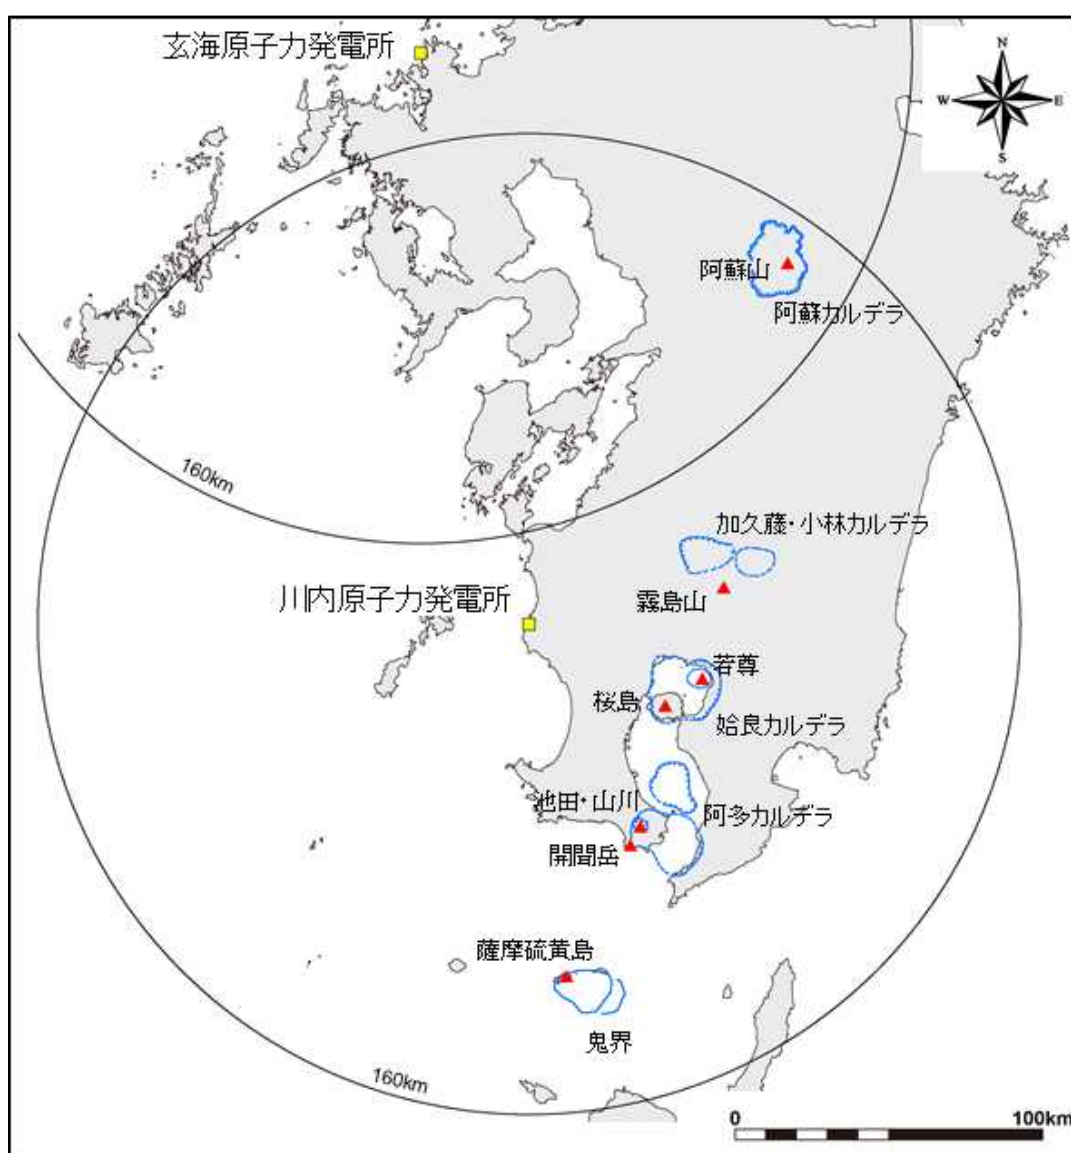 玄海原子力発電所
N
W
E
S
阿蘇山
阿蘇カルデラ
160km
加久藤・小林カルデラ
霧島山
川内原子力発電所
若尊
桜島
姶良カルデラ
池田・山川
阿多カルデラ
開聞岳
薩摩硫黄島
鬼界
160km
0
100km